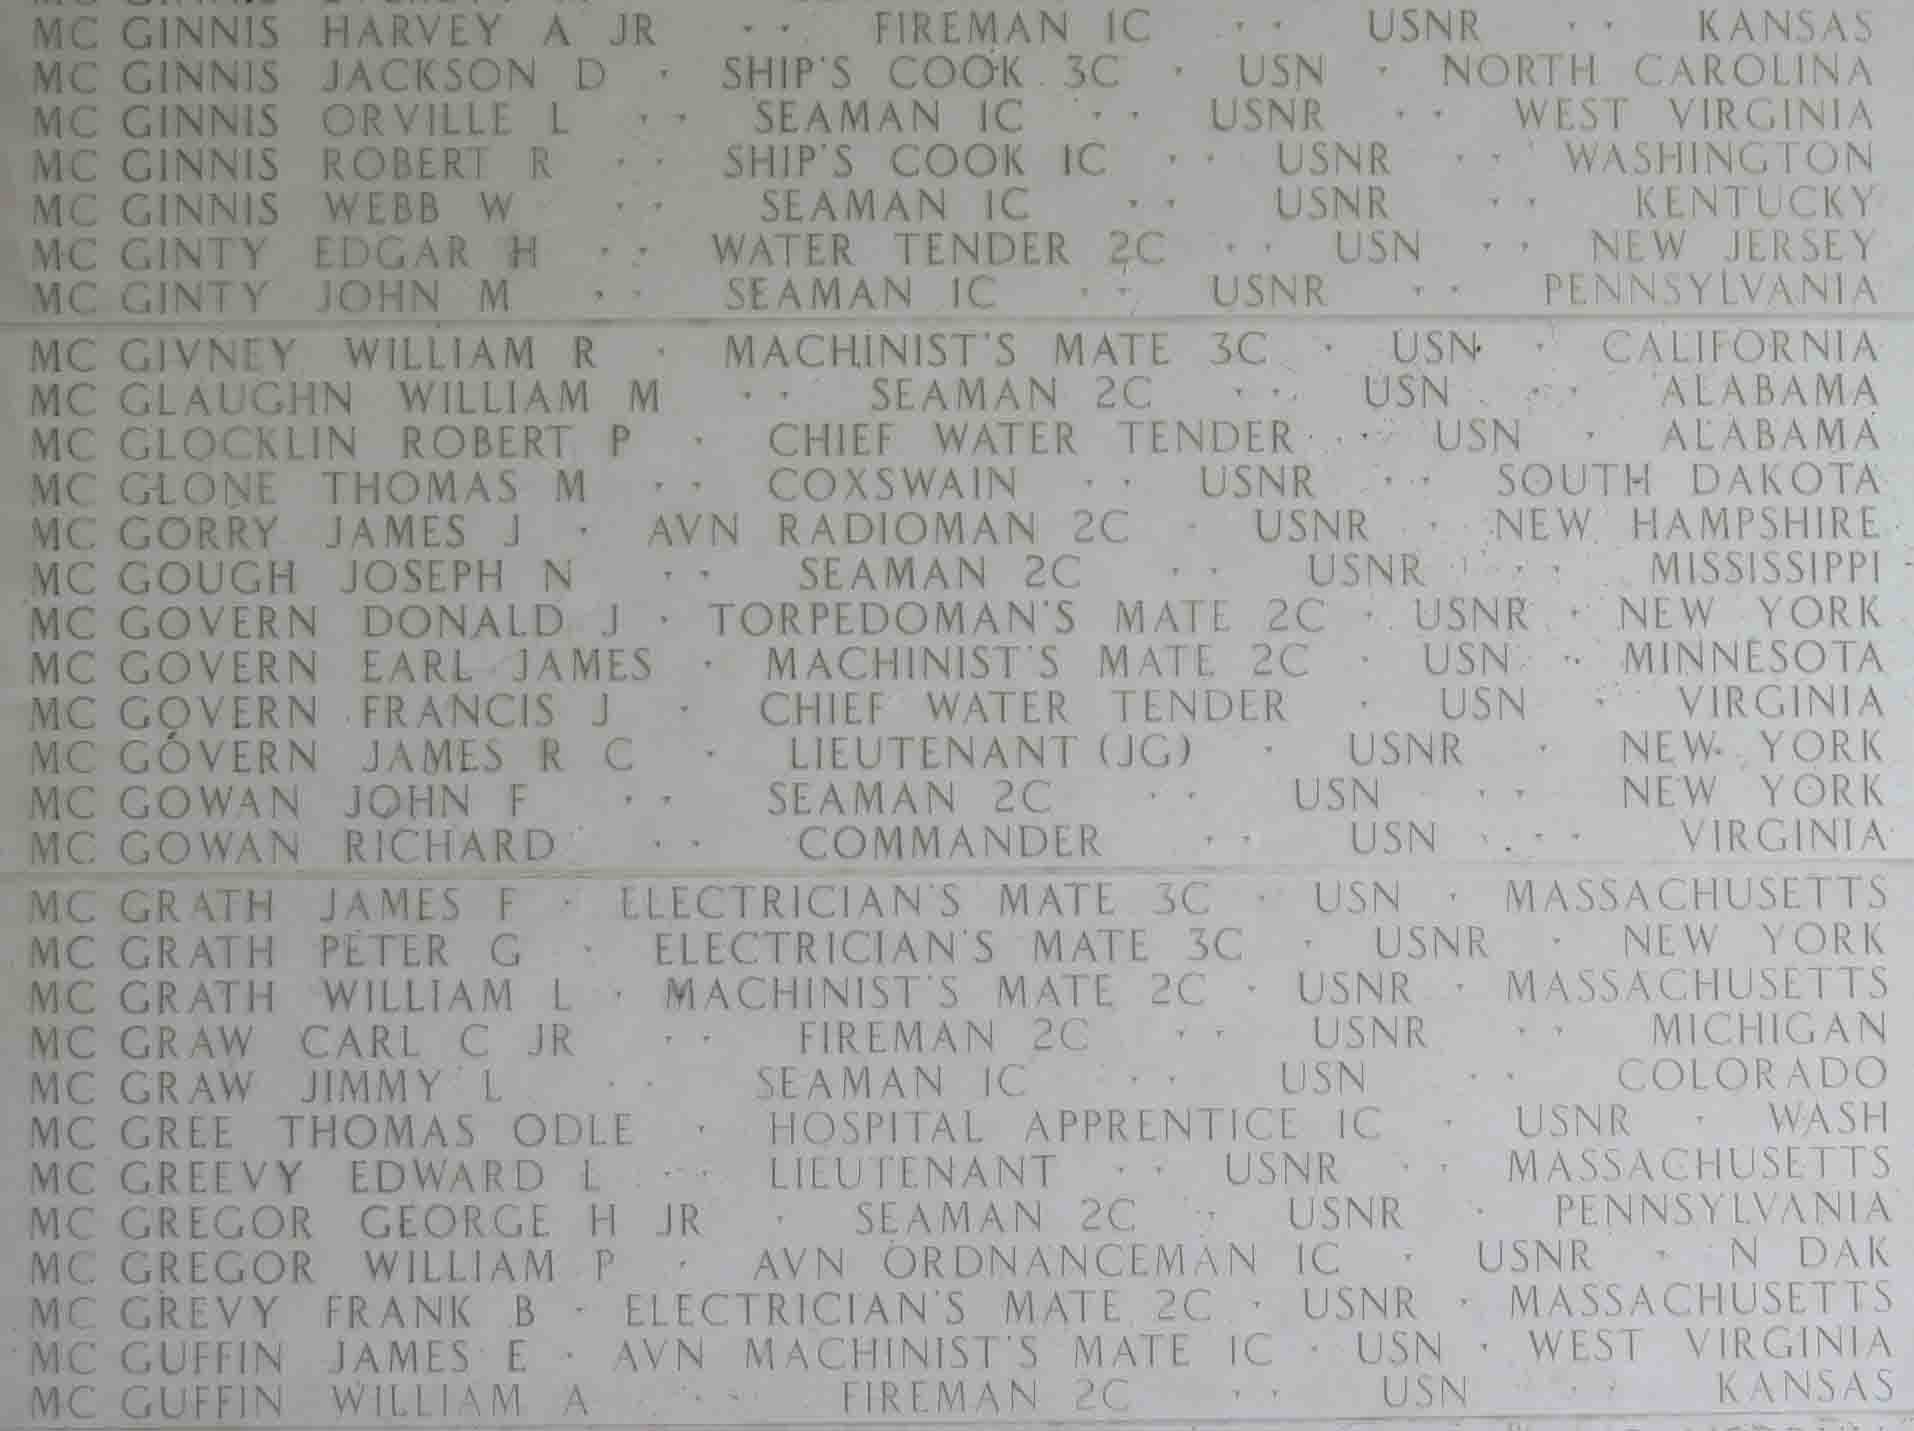 MC GINNIS HARVEY A JR · · FIREMAN 1C · · USNR · · KANSAS
MC GINNIS JACKSON D · SHIP'S COOK 3C · USN · NORTH CAROLINA
MC GINNIS ORVILLE L · · SEAMAN 1C · · USNR · · WEST VIRGINIA
MC GINNIS ROBERT R · · SHIP'S COOK 1C · · USNR · · WASHINGTON
MC GINNIS WEBB W · · SEAMAN 1C · · USNR · · KENTUCKY
MC GINTY EDGAR H · · WATER TENDER 2C · · USN · · NEW JERSEY
MC GINTY JOHN M · · SEAMAN 1C · · USNR · · PENNSYLVANIA
MC GIVNEY WILLIAM R · MACHINIST'S MATE 3C · USN · CALIFORNIA
MC GLAUGHN WILLIAM M · · SEAMAN 2C · · USN · · ALABAMA
MC GLOCKLIN ROBERT P · CHIEF WATER TENDER · USN · ALABAMA
MC GLONE THOMAS M · · COXSWAIN · · USNR · · SOUTH DAKOTA
MC GORRY JAMES J · AVN RADIOMAN 2C · USNR · NEW HAMPSHIRE
MC GOUGH JOSEPH N · · SEAMAN 2C · · USNR · · MISSISSIPPI
MC GOVERN DONALD J · TORPEDOMAN'S MATE 2C · USNR · NEW YORK
MC GOVERN EARL JAMES · MACHINIST'S MATE 2C · USN · MINNESOTA
MC GOVERN FRANCIS J · CHIEF WATER TENDER · USN · VIRGINIA
MC GOVERN JAMES R C · LIEUTENANT (JG) · USNR · NEW YORK
MC GOWAN JOHN F · · SEAMAN 2C · · USN · · NEW YORK
MC GOWAN RICHARD · · COMMANDER · · USN · · VIRGINIA
MC GRATH JAMES F · ELECTRICIAN'S MATE 3C · USN · MASSACHUSETTS
MC GRATH PETER G · ELECTRICIAN'S MATE 3C · USNR · NEW YORK
MC GRATH WILLIAM L · MACHINIST'S MATE 2C · USNR · MASSACHUSETTS
MC GRAW CARL C JR · · FIREMAN 2C · · USNR · · MICHIGAN
MC GRAW JIMMY L · · SEAMAN 1C · · USN · · COLORADO
MC GREE THOMAS ODLE · HOSPITAL APPRENTICE 1C · USNR · WASH
MC GREEVY EDWARD L · · LIEUTENANT · · USNR · · MASSACHUSETTS
MC GREGOR GEORGE H JR · SEAMAN 2C · USNR · PENNSYLVANIA
MC GREGOR WILLIAM P · AVN ORDNANCEMAN 1C · USNR · N DAK
MC GREVY FRANK B · ELECTRICIAN'S MATE 2C · USNR · MASSACHUSETTS
MC GUFFIN JAMES E · AVN MACHINIST'S MATE 1C · USN · WEST VIRGINIA
MC GUFFIN WILLIAM A · · FIREMAN 2C · · USN · · KANSAS